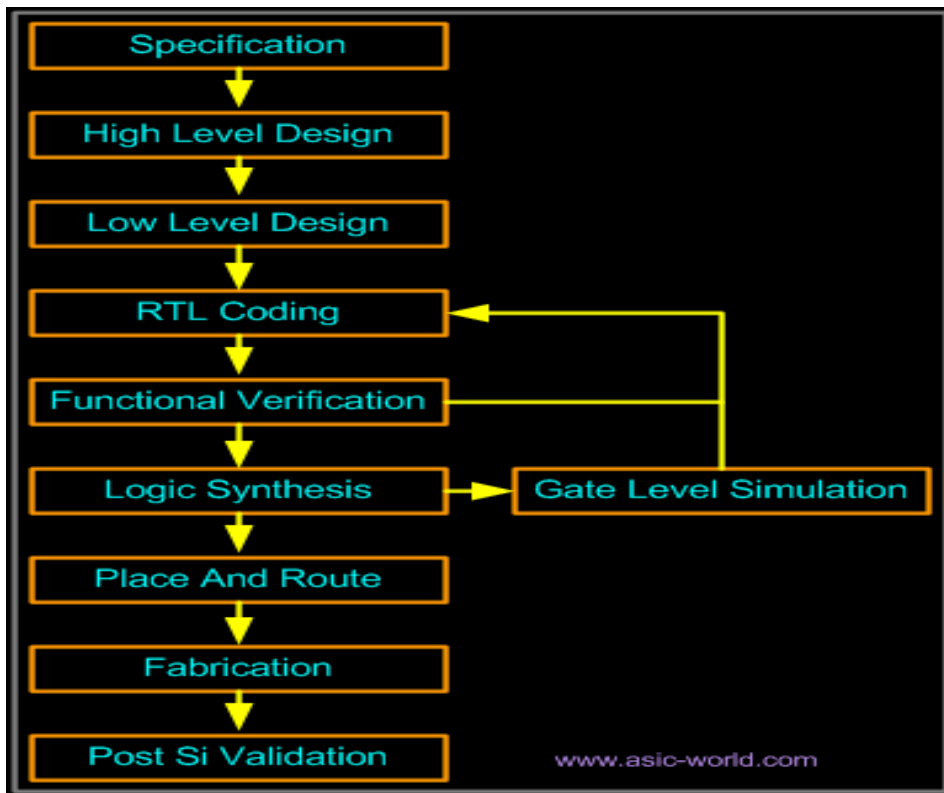 Specification
High Level Design
Low Level Design
RTL Coding
Functional Verification
Logic Synthesis
Gate Level Simulation
Place And Route
Fabrication
Post Si Validation
www.asic-world.com